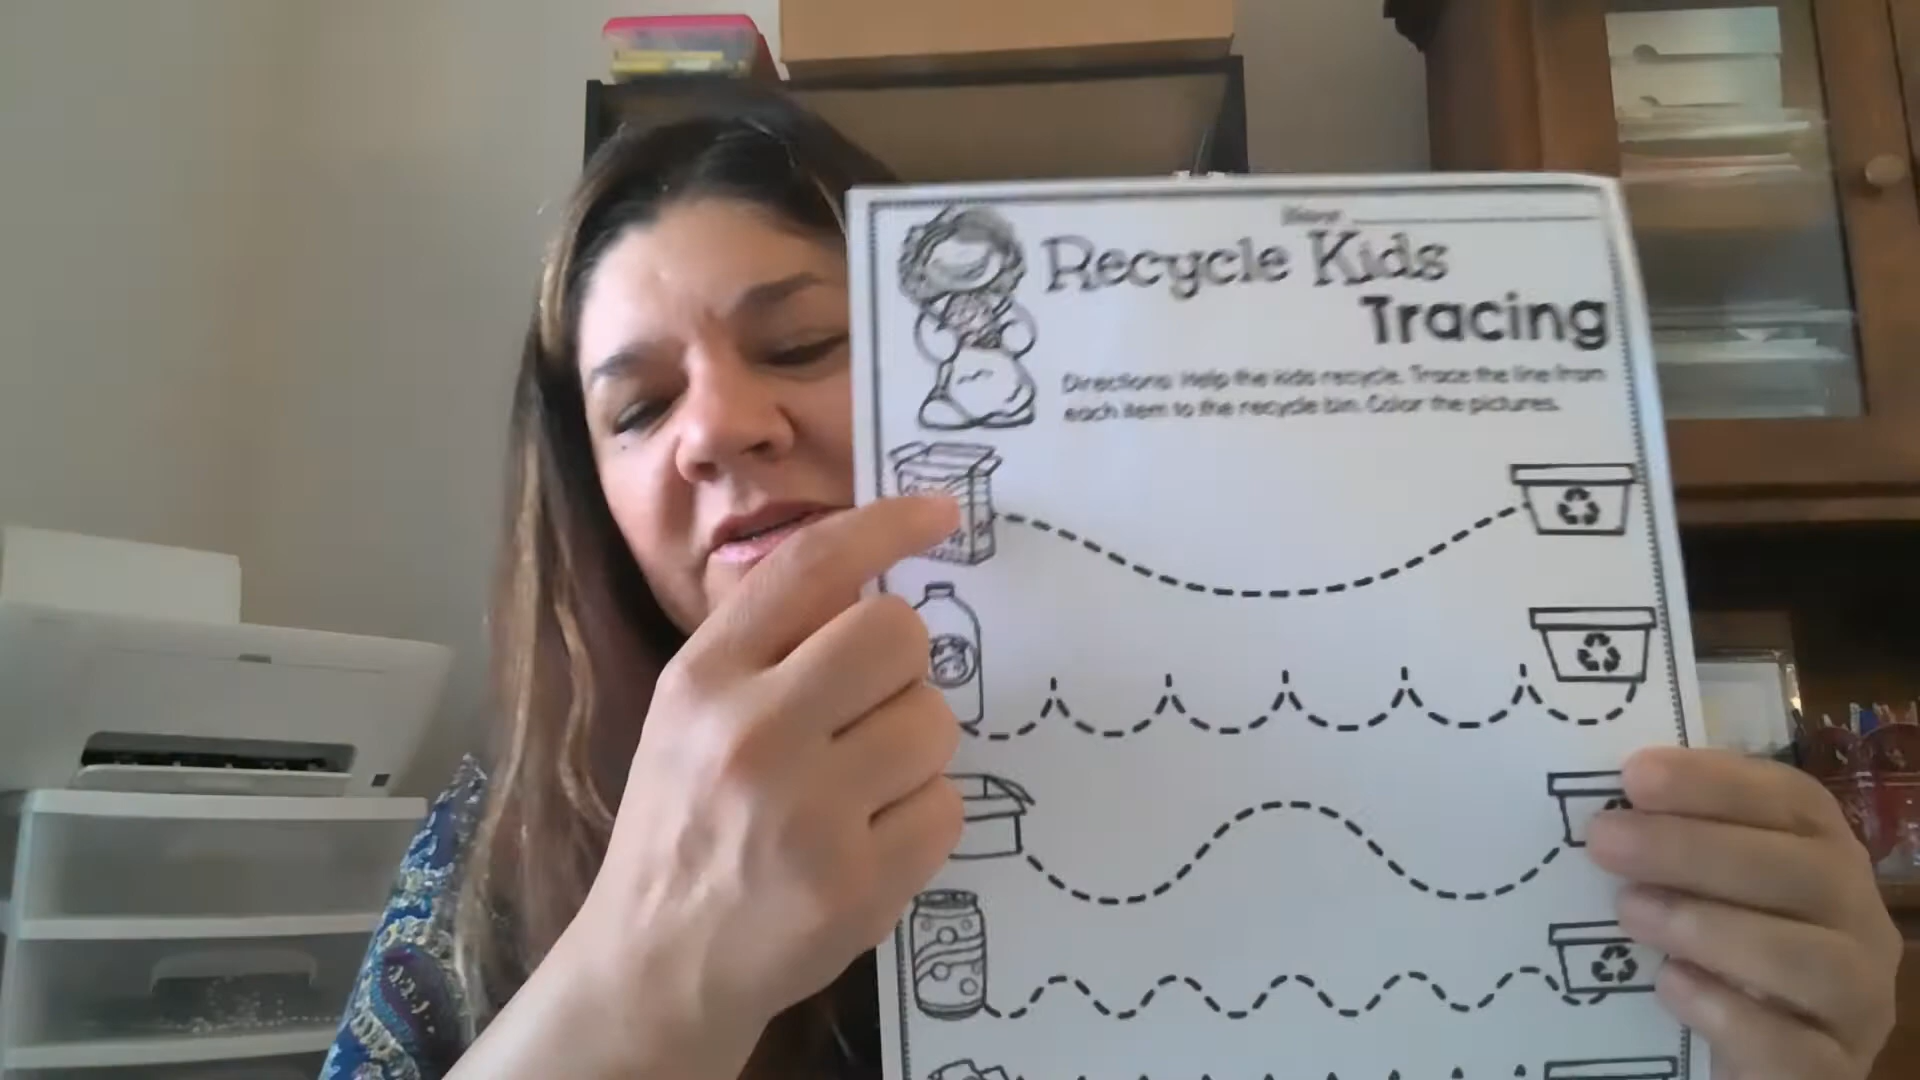 Name
Recycle Kids
Tracing
Directions: Help the kids recycle. Trace the line from
each item to the recycle bin. Color the pictures.